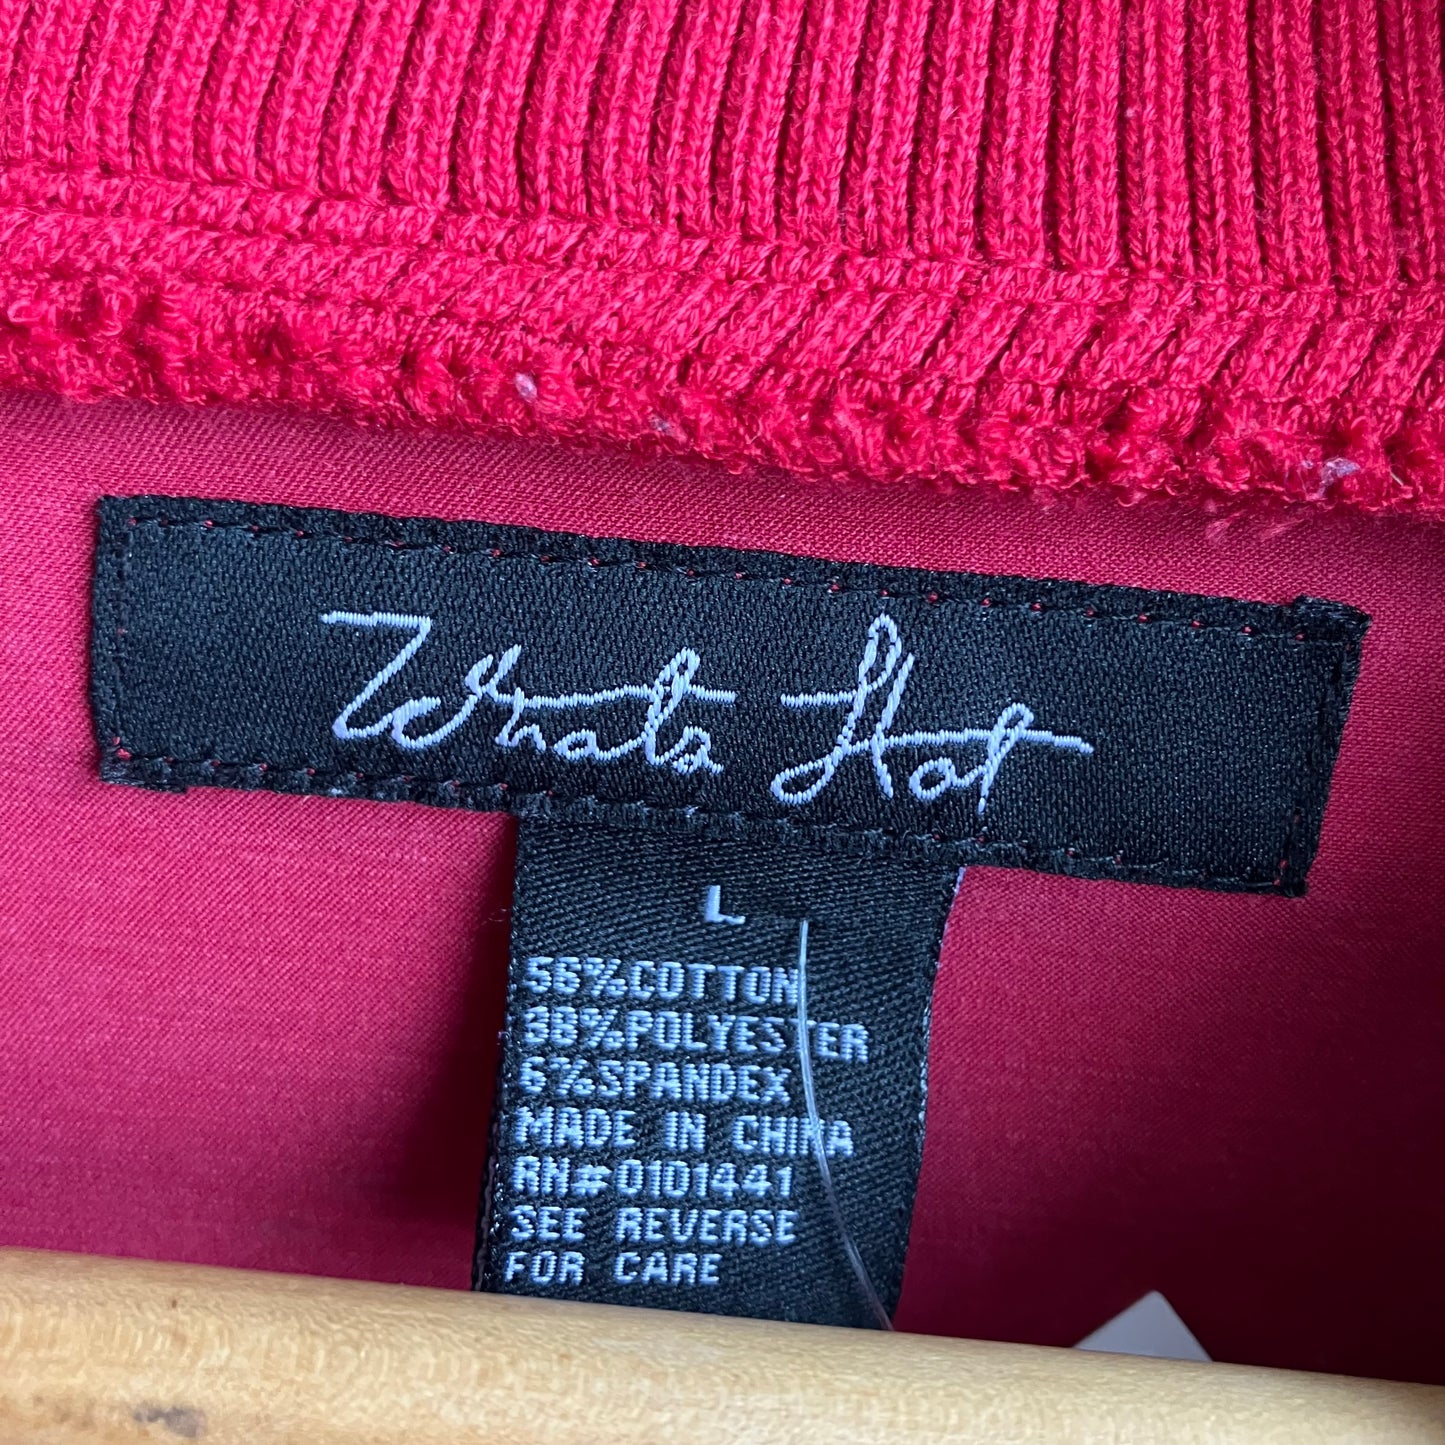 Whats Hot
L
56%COTTON
38%POLYESTER
6%SPANDEX
MADE IN CHINA
RN#0101441
SEE REVERSE
FOR CARE